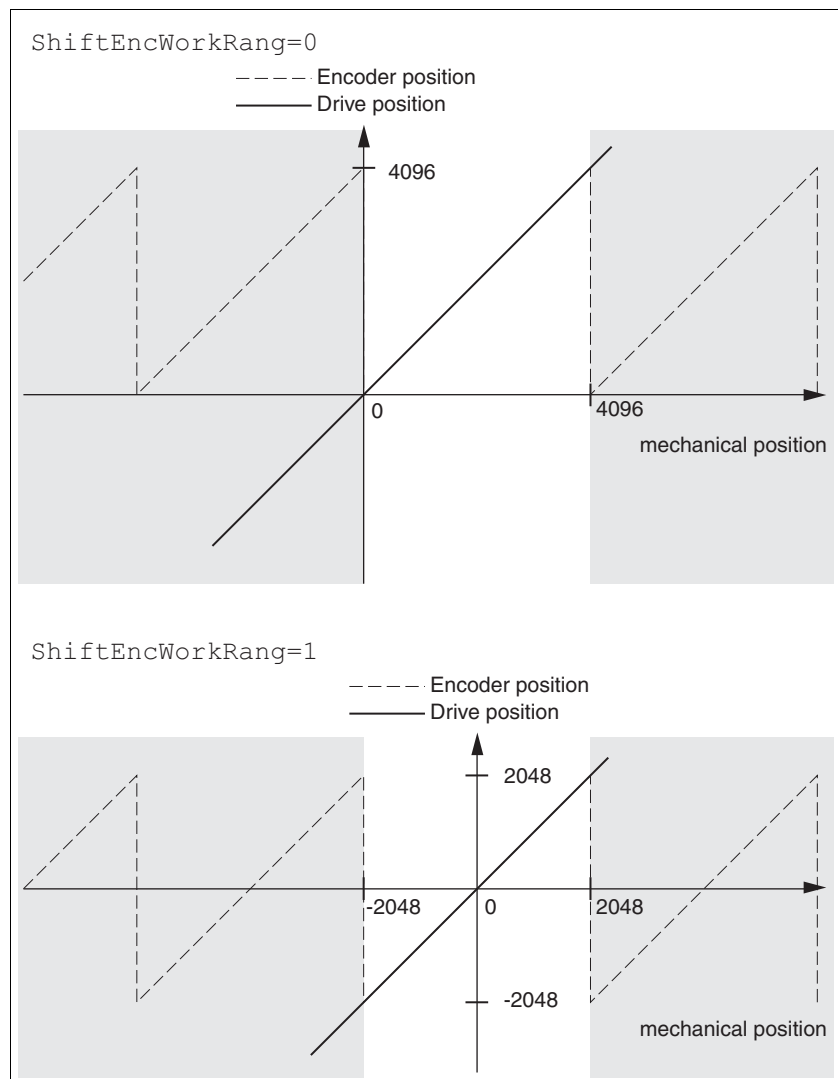 ShiftEncWorkRang=0
Encoder position
Drive position
4096
0
4096
mechanical position
ShiftEncWorkRang=1
Encoder position
Drive position
2048
-2048
0
2048
-2048
mechanical position